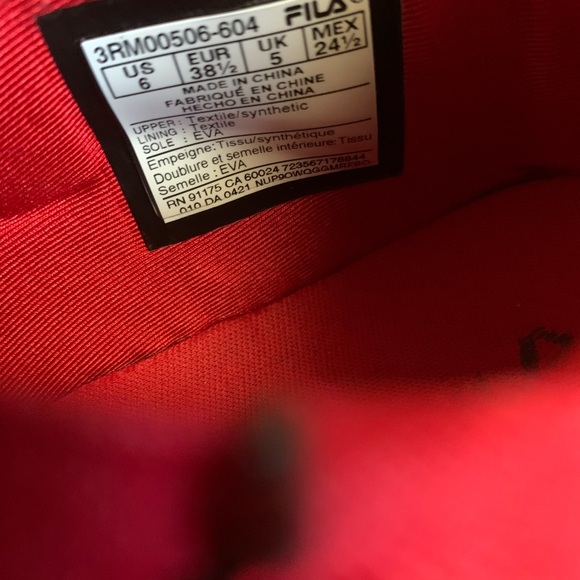 3RM00506-604 FILA®
US EUR UK MEX
6 38½ 5 24½
MADE IN CHINA
FABRIQUÉ EN CHINE
HECHO EN CHINA
UPPER: Textile/synthetic
LINING: Textile
SOLE: EVA
Empeigne: Tissu/synthétique
Doublure et semelle intérieure: Tissu
Semelle: EVA
RN 91175 CA 60024 723567178644
010 DA 0421